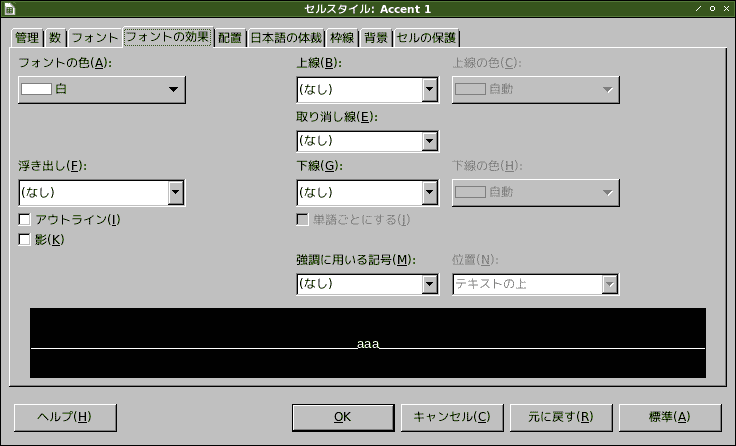 セルスタイル: Accent 1
管理 数 フォント フォントの効果 配置 日本語の体裁 枠線 背景 セルの保護
フォントの色(A): 上線(B): 上線の色(C):
白 (なし) 自動
取り消し線(E):
(なし)
浮き出し(F): 下線(G): 下線の色(H):
(なし) (なし) 自動
アウトライン(I) 単語ごとにする(J)
影(K)
強調に用いる記号(M): 位置(N):
(なし) テキストの上
aaa
ヘルプ(H) OK キャンセル(C) 元に戻す(R) 標準(A)